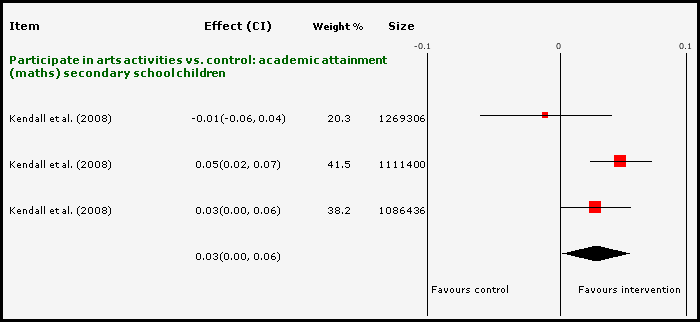 Item Effect (CI) Weight % Size
-0.1 0 0.1
Participate in arts activities vs. control: academic attainment
(maths) secondary school children
Kendall et al. (2008) -0.01(-0.06, 0.04) 20.3 1269306
Kendall et al. (2008) 0.05(0.02, 0.07) 41.5 1111400
Kendall et al. (2008) 0.03(0.00, 0.06) 38.2 1086436
0.03(0.00, 0.06)
Favours control Favours intervention